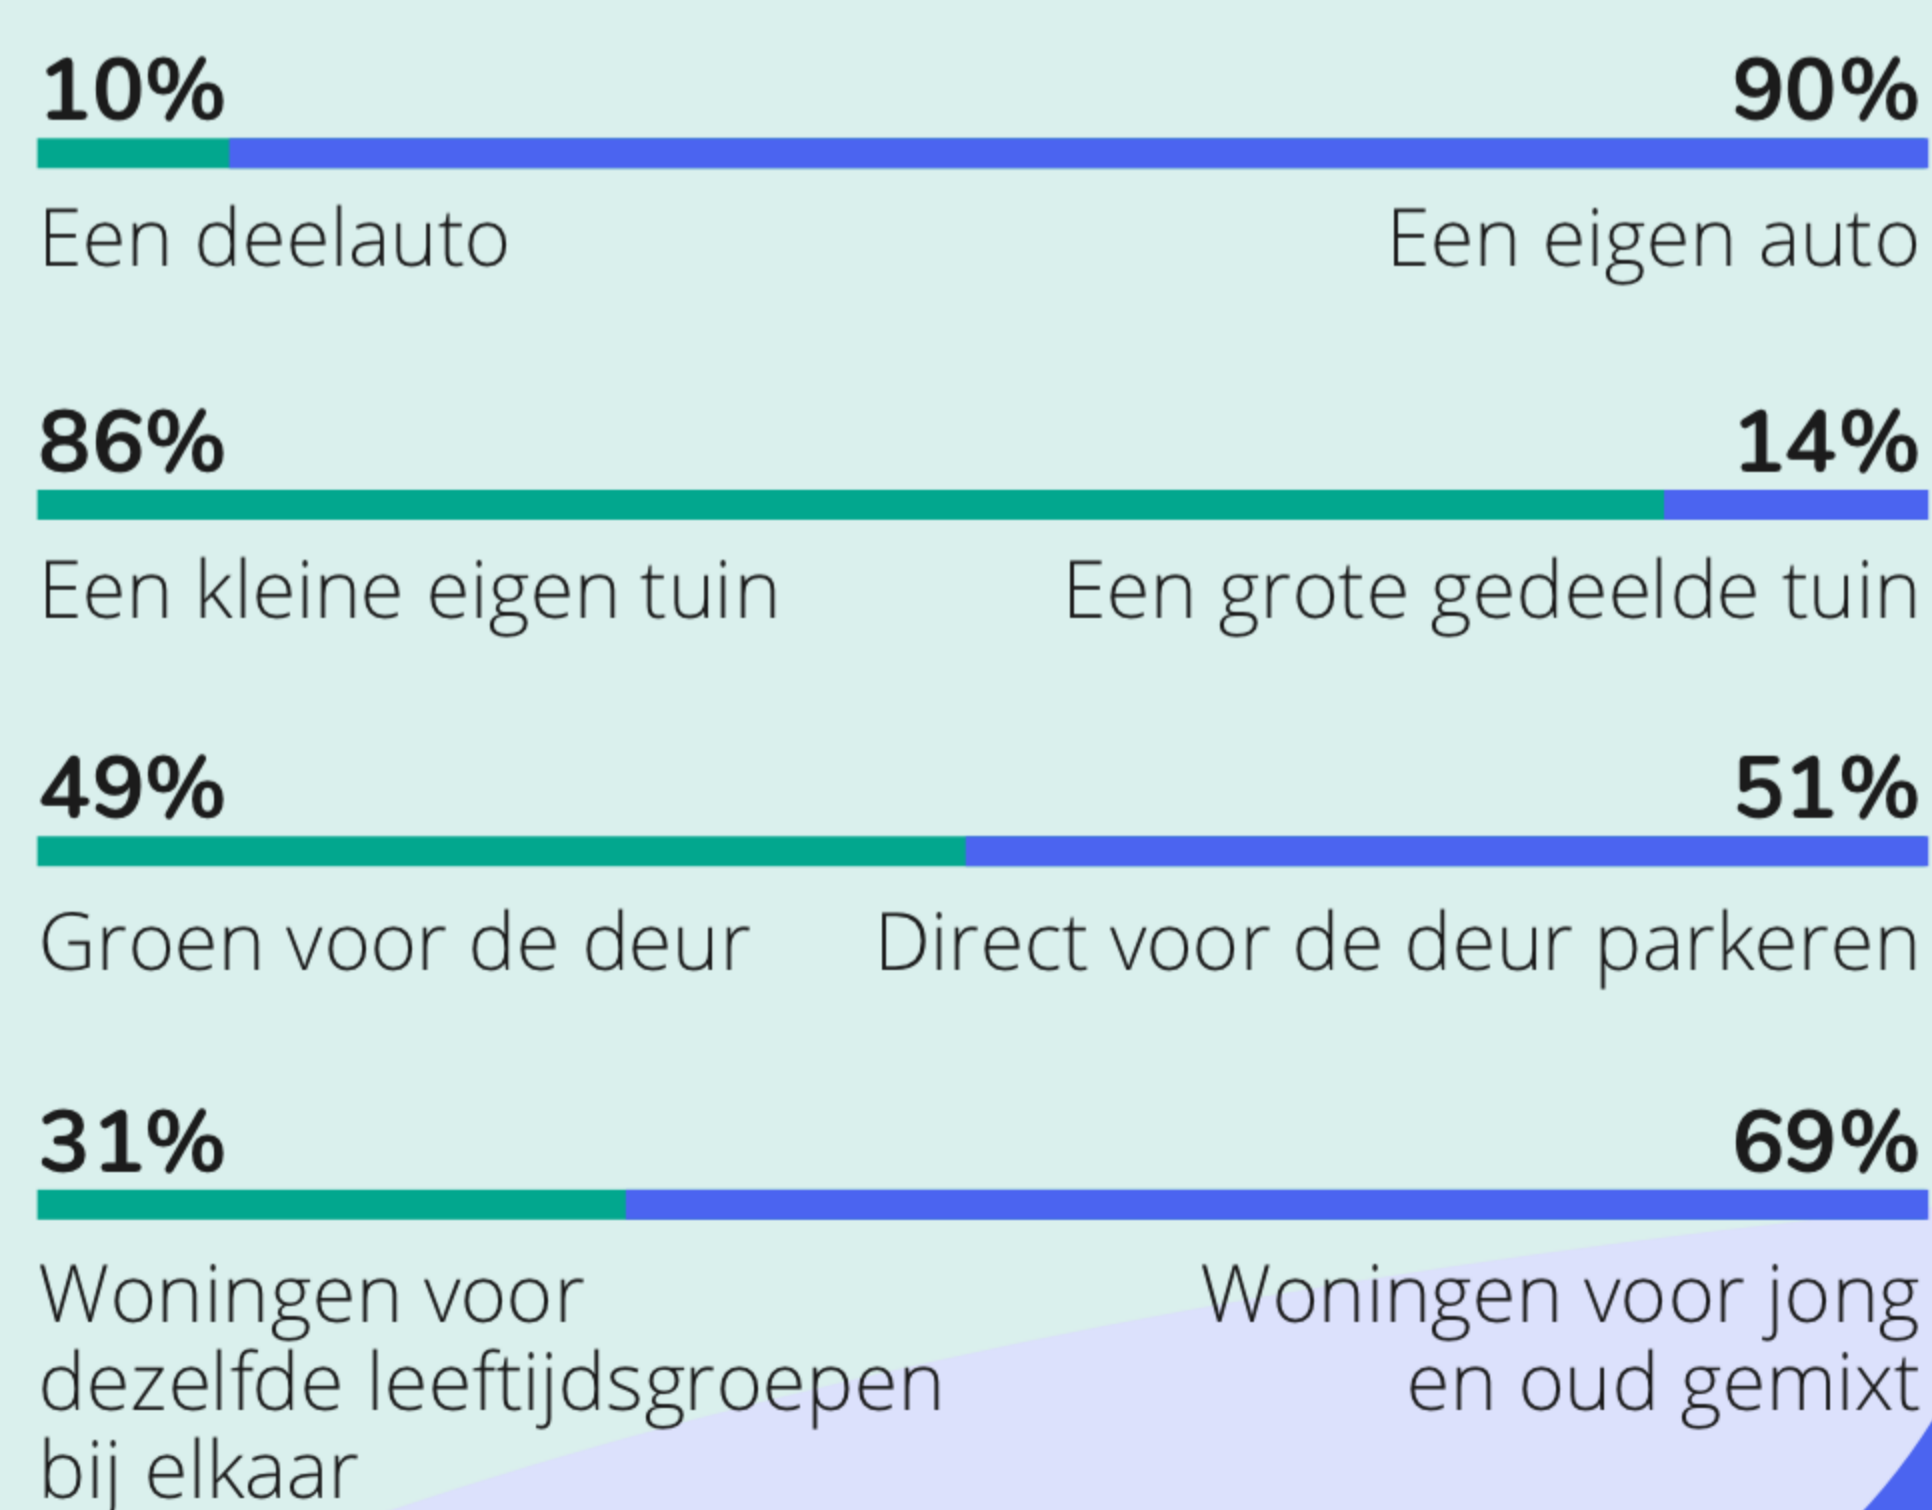 10% 90%
Een deelauto Een eigen auto
86% 14%
Een kleine eigen tuin Een grote gedeelde tuin
49% 51%
Groen voor de deur Direct voor de deur parkeren
31% 69%
Woningen voor Woningen voor jong
dezelfde leeftijdsgroepen en oud gemixt
bij elkaar